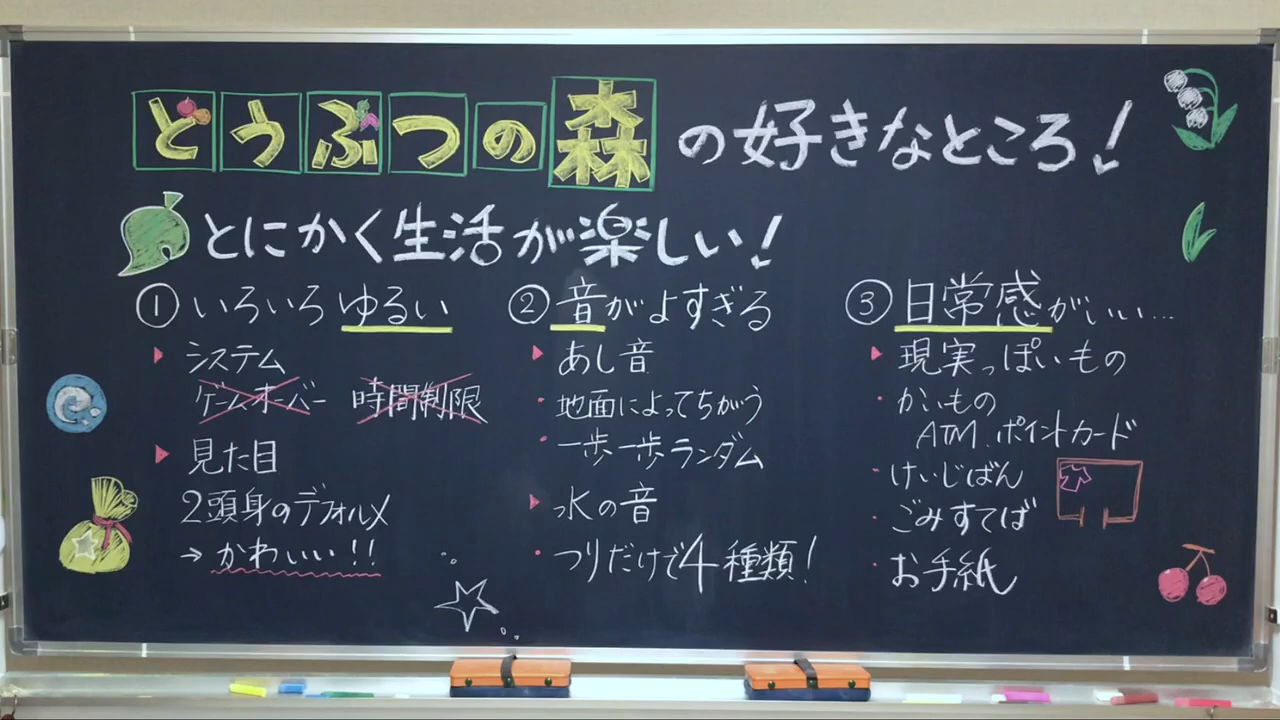 どうぶつの森の好きなところ!
とにかく生活が楽しい!
① いろいろゆるい
▶ システム
ゲームオーバー 時間制限
▶ 見た目
2頭身のデフォルメ
→ かわいい!!
② 音がよすぎる
▶ あし音
・地面によってちがう
・一歩一歩ランダム
▶ 水の音
・つりだけで4種類!
③ 日常感がいい…
▶ 現実っぽいもの
・かいもの
ATM、ポイントカード
・けいじばん
・ごみすてば
・お手紙